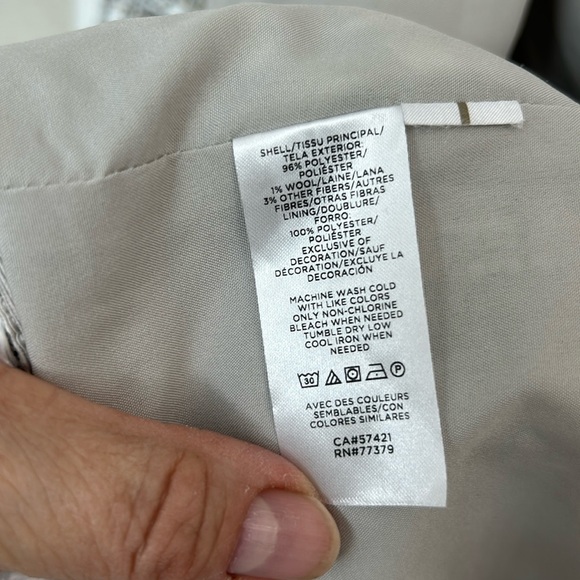 SHELL/TISSU PRINCIPAL/
TELA EXTERIOR:
96% POLYESTER/
POLIÉSTER
1% WOOL/LAINE/LANA
3% OTHER FIBERS/AUTRES
FIBRES/OTRAS FIBRAS
LINING/DOUBLURE/
FORRO:
100% POLYESTER/
POLIÉSTER
EXCLUSIVE OF
DECORATION/SAUF
DÉCORATION/EXCLUYE LA
DECORACIÓN
MACHINE WASH COLD
WITH LIKE COLORS
ONLY NON-CHLORINE
BLEACH WHEN NEEDED
TUMBLE DRY LOW
COOL IRON WHEN
NEEDED
30 P
AVEC DES COULEURS
SEMBLABLES/CON
COLORES SIMILARES
CA#57421
RN#77379